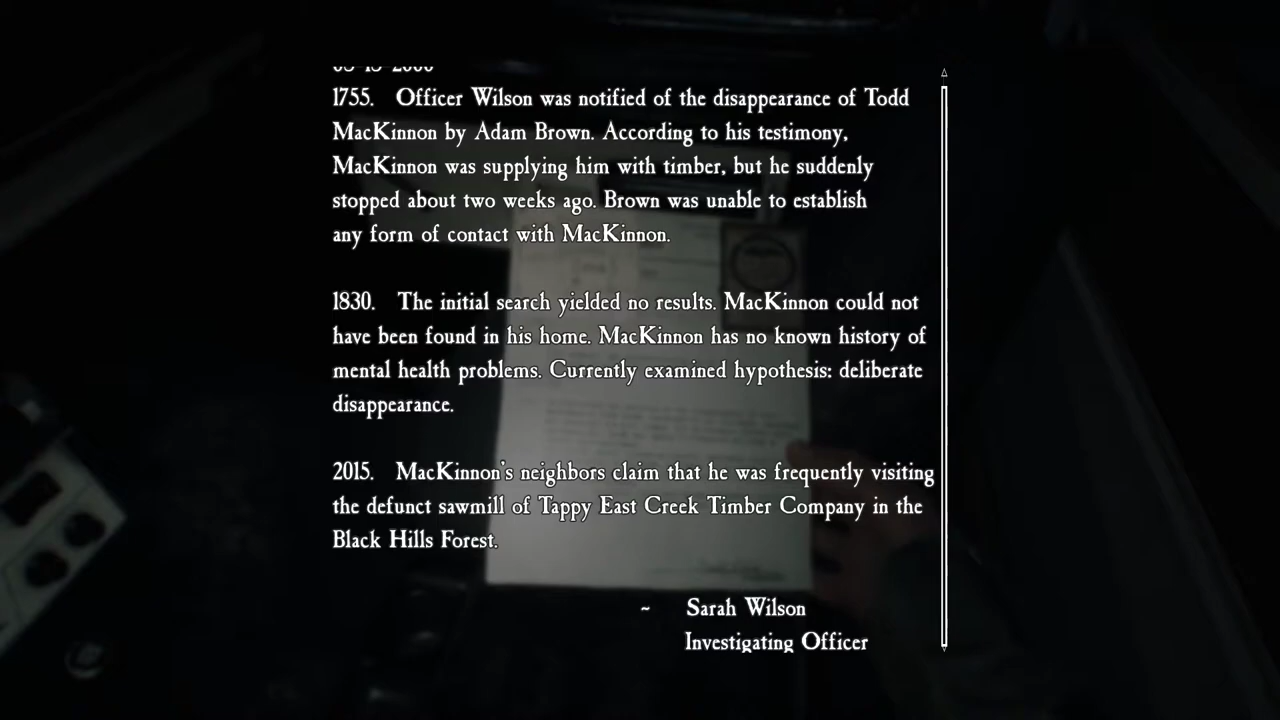 1755. Officer Wilson was notified of the disappearance of Todd
MacKinnon by Adam Brown. According to his testimony,
MacKinnon was supplying him with timber, but he suddenly
stopped about two weeks ago. Brown was unable to establish
any form of contact with MacKinnon.
1830. The initial search yielded no results. MacKinnon could not
have been found in his home. MacKinnon has no known history of
mental health problems. Currently examined hypothesis: deliberate
disappearance.
2015. MacKinnon's neighbors claim that he was frequently visiting
the defunct sawmill of Tappy East Creek Timber Company in the
Black Hills Forest.
~ Sarah Wilson
Investigating Officer